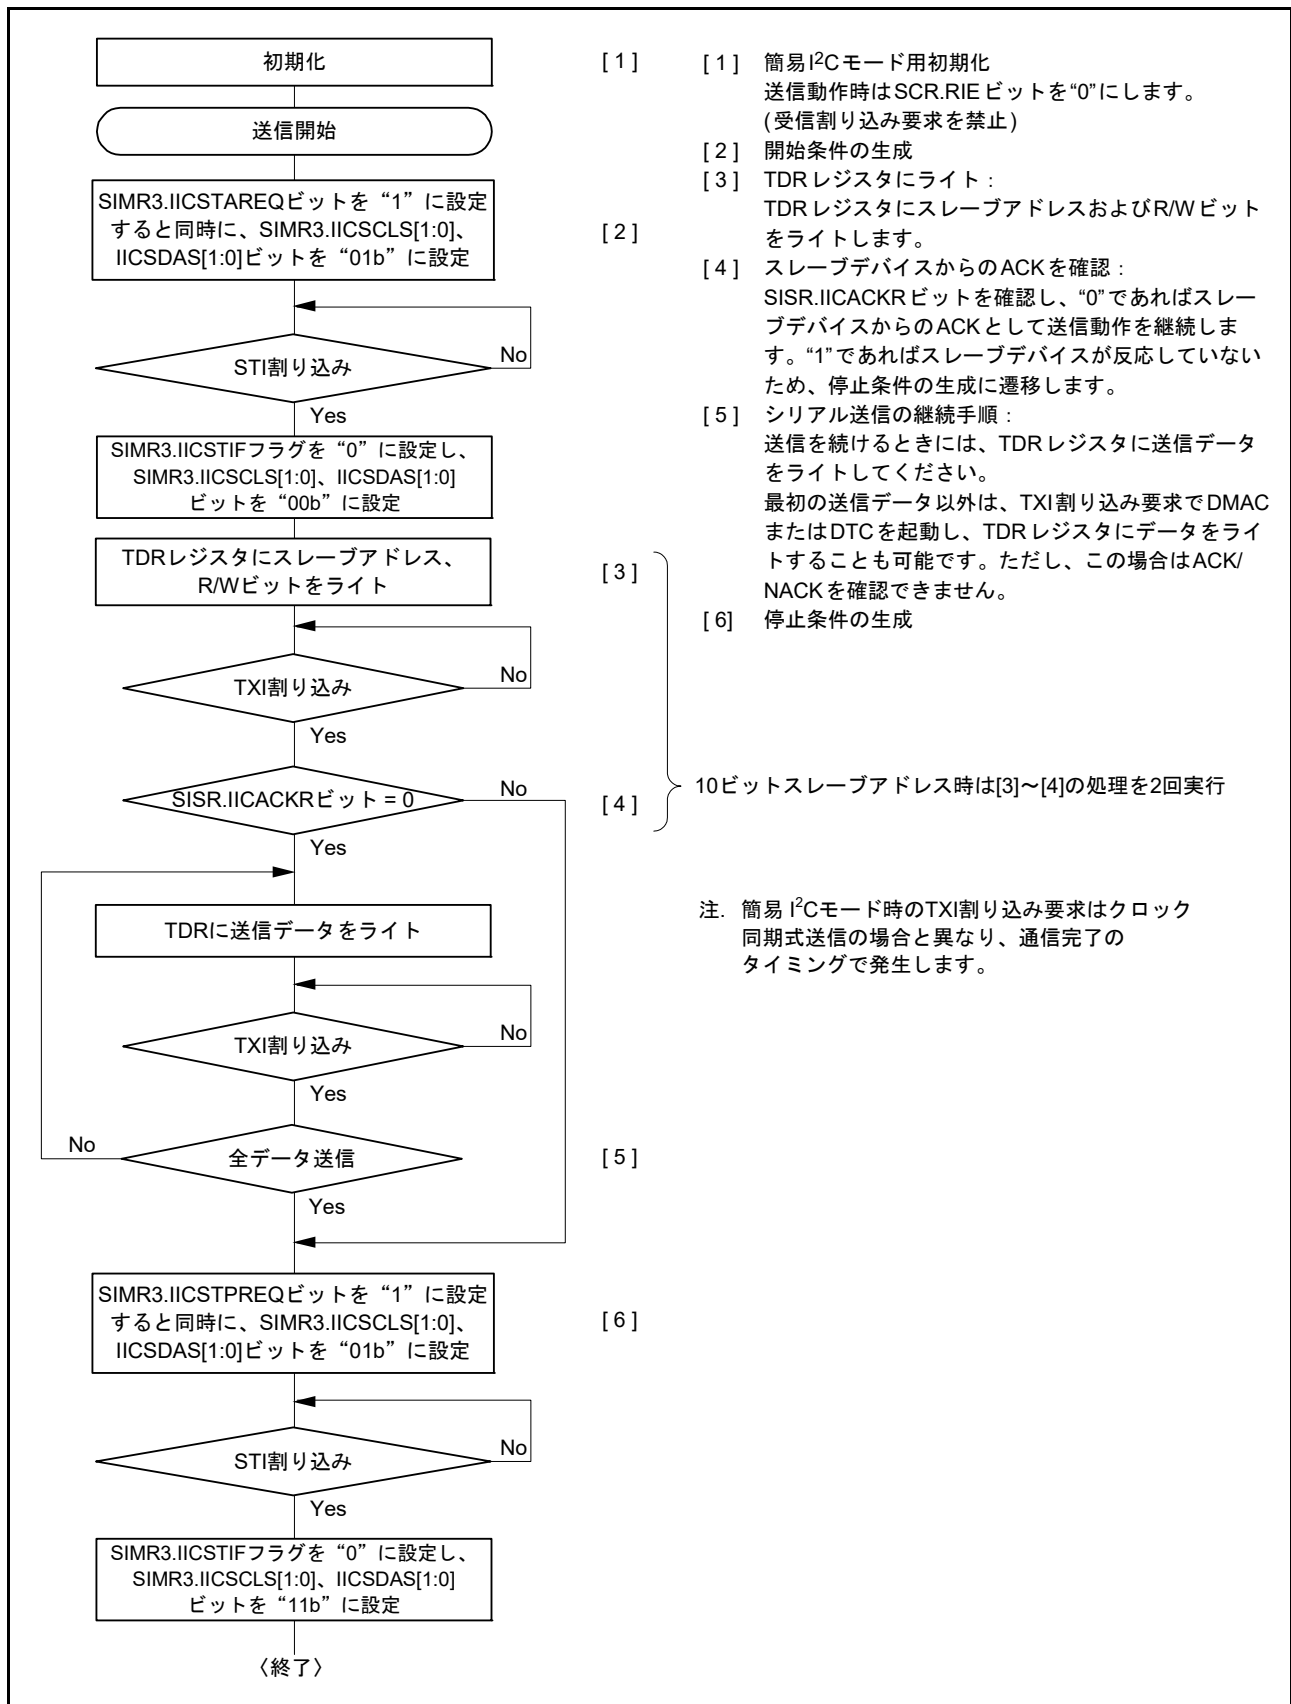 初期化
[ 1 ]
送信開始
SIMR3.IICSTAREQビットを“1”に設定
すると同時に、SIMR3.IICSCLS[1:0]、
IICSDAS[1:0]ビットを“01b”に設定
[ 2 ]
STI割り込み
No
Yes
SIMR3.IICSTIFフラグを“0”に設定し、
SIMR3.IICSCLS[1:0]、IICSDAS[1:0]
ビットを“00b”に設定
TDRレジスタにスレーブアドレス、
R/Wビットをライト
[ 3 ]
TXI割り込み
No
Yes
SISR.IICACKRビット = 0
No
[ 4 ]
Yes
10ビットスレーブアドレス時は[3]～[4]の処理を2回実行
TDRに送信データをライト
TXI割り込み
No
Yes
全データ送信
No
[ 5 ]
Yes
SIMR3.IICSTPREQビットを“1”に設定
すると同時に、SIMR3.IICSCLS[1:0]、
IICSDAS[1:0]ビットを“01b”に設定
[ 6 ]
STI割り込み
No
Yes
SIMR3.IICSTIFフラグを“0”に設定し、
SIMR3.IICSCLS[1:0]、IICSDAS[1:0]
ビットを“11b”に設定
〈終了〉
[ 1 ] 簡易I2Cモード用初期化
送信動作時はSCR.RIEビットを“0”にします。
(受信割り込み要求を禁止)
[ 2 ] 開始条件の生成
[ 3 ] TDRレジスタにライト：
TDRレジスタにスレーブアドレスおよびR/Wビット
をライトします。
[ 4 ] スレーブデバイスからのACKを確認：
SISR.IICACKRビットを確認し、“0”であればスレー
ブデバイスからのACKとして送信動作を継続しま
す。“1”であればスレーブデバイスが反応していない
ため、停止条件の生成に遷移します。
[ 5 ] シリアル送信の継続手順：
送信を続けるときには、TDRレジスタに送信データ
をライトしてください。
最初の送信データ以外は、TXI割り込み要求でDMAC
またはDTCを起動し、TDRレジスタにデータをライ
トすることも可能です。ただし、この場合はACK/
NACKを確認できません。
[ 6] 停止条件の生成
注. 簡易 I2Cモード時のTXI割り込み要求はクロック
同期式送信の場合と異なり、通信完了の
タイミングで発生します。